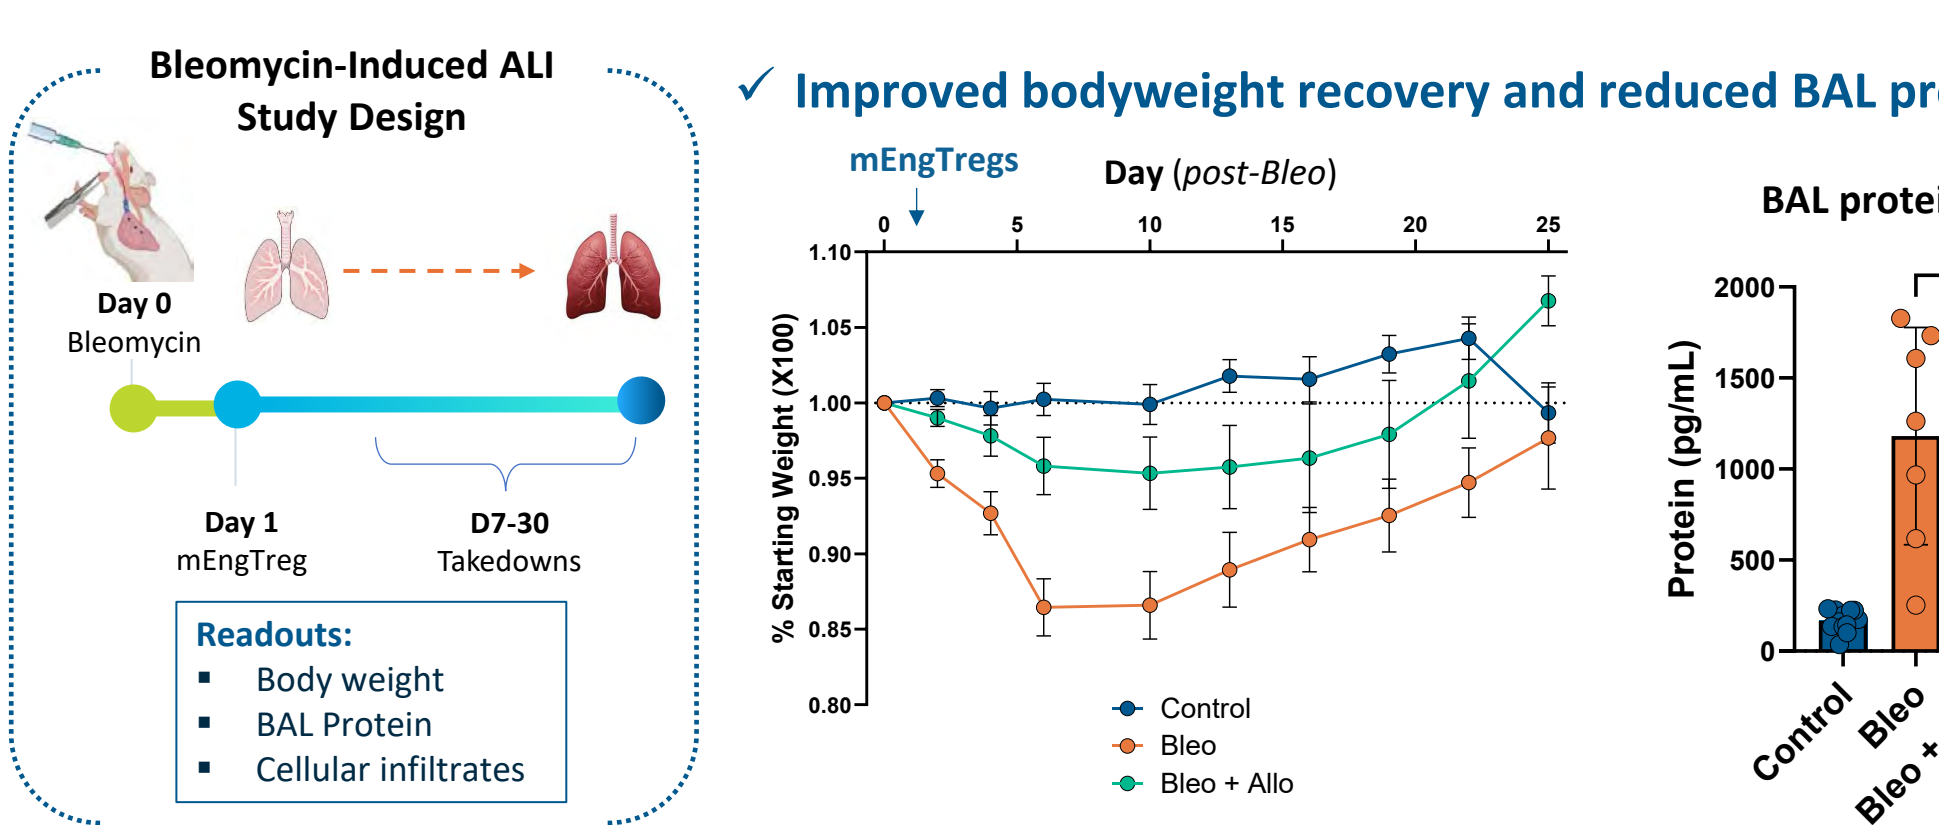 Bleomycin-Induced ALI
Study Design
Day 0
Bleomycin
Day 1
mEngTreg
D7-30
Takedowns
Readouts:
▪ Body weight
▪ BAL Protein
▪ Cellular infiltrates
✓ Improved bodyweight recovery and reduced BAL pr
mEngTregs
Day (post-Bleo)
0 5 10 15 20 25
% Starting Weight (X100)
1.10
1.05
1.00
0.95
0.90
0.85
0.80
Control
Bleo
Bleo + Allo
BAL protei
Protein (pg/mL)
2000
1500
1000
500
0
Control
Bleo
Bleo +